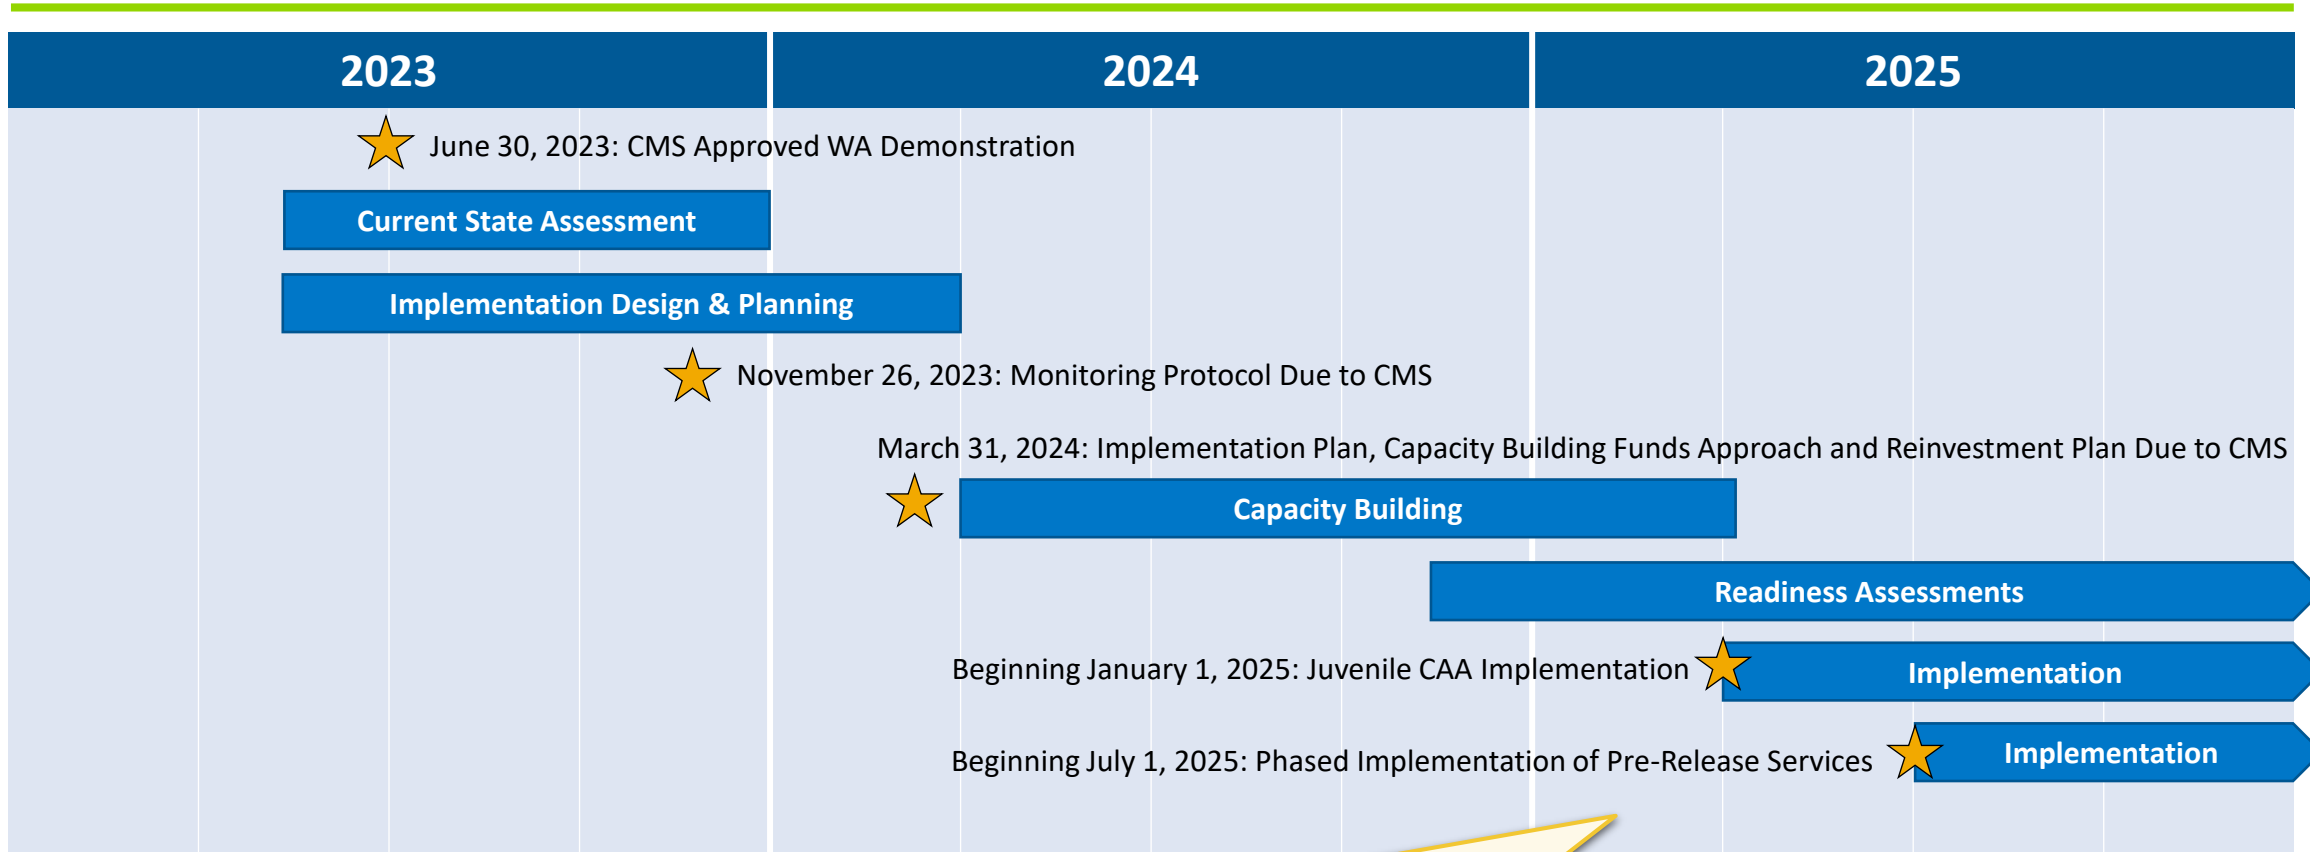 2023
2024
2025
June 30, 2023: CMS Approved WA Demonstration
Current State Assessment
Implementation Design & Planning
November 26, 2023: Monitoring Protocol Due to CMS
March 31, 2024: Implementation Plan, Capacity Building Funds Approach and Reinvestment Plan Due to CMS
Capacity Building
Readiness Assessments
Beginning January 1, 2025: Juvenile CAA Implementation
Implementation
Beginning July 1, 2025: Phased Implementation of Pre-Release Services
Implementation